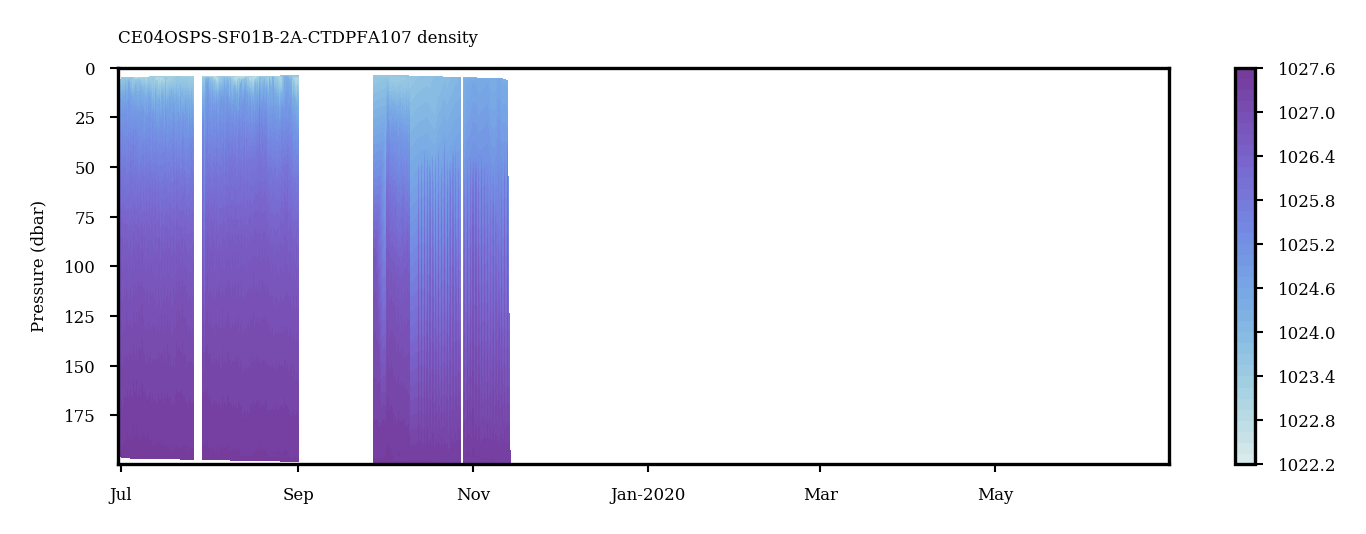 CE04OSPS-SF01B-2A-CTDPFA107 density
0
25
50
75
100
125
150
175
Pressure (dbar)
Jul
Sep
Nov
Jan-2020
Mar
May
1027.6
1027.0
1026.4
1025.8
1025.2
1024.6
1024.0
1023.4
1022.8
1022.2